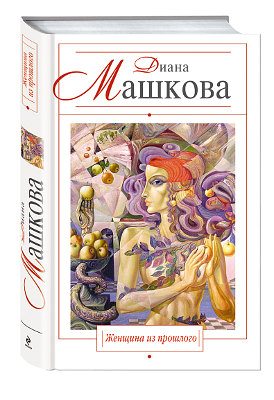 Диана
Машкова
Женщина из прошлого
Женщина
из прошлого
Диана
Машкова